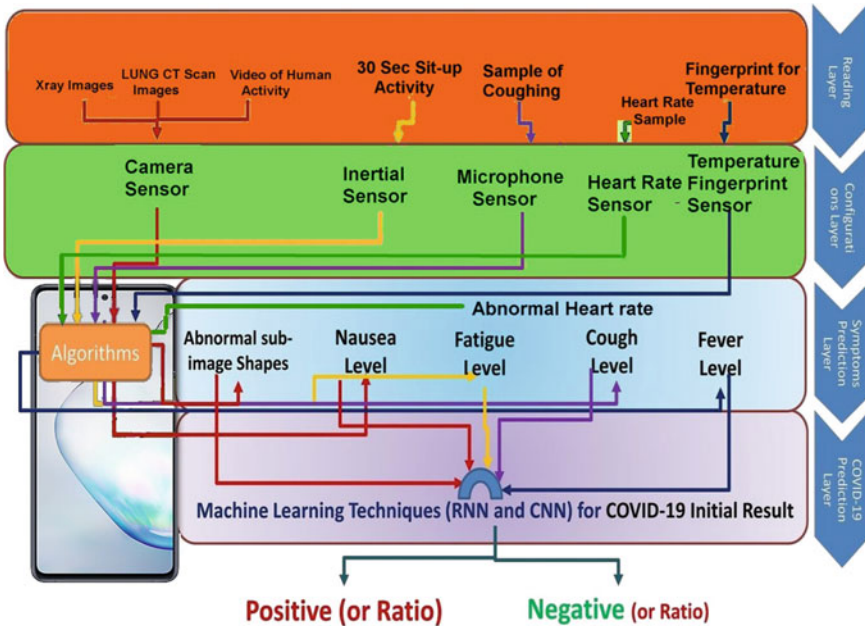 Xray Images
LUNG CT Scan
Images
Video of Human
Activity
30 Sec Sit-up
Activity
Sample of
Coughing
Heart Rate
Sample
Fingerprint for
Temperature
Reading
Layer
Camera
Sensor
Inertial
Sensor
Microphone
Sensor
Heart Rate
Sensor
Temperature
Fingerprint
Sensor
Configurati
ons Layer
Algorithms
Abnormal Heart rate
Abnormal sub-
image Shapes
Nausea
Level
Fatigue
Level
Cough
Level
Fever
Level
Symptoms
Prediction
Layer
Machine Learning Techniques (RNN and CNN) for COVID-19 Initial Result
COVID-19
Prediction
Layer
Positive (or Ratio)
Negative (or Ratio)